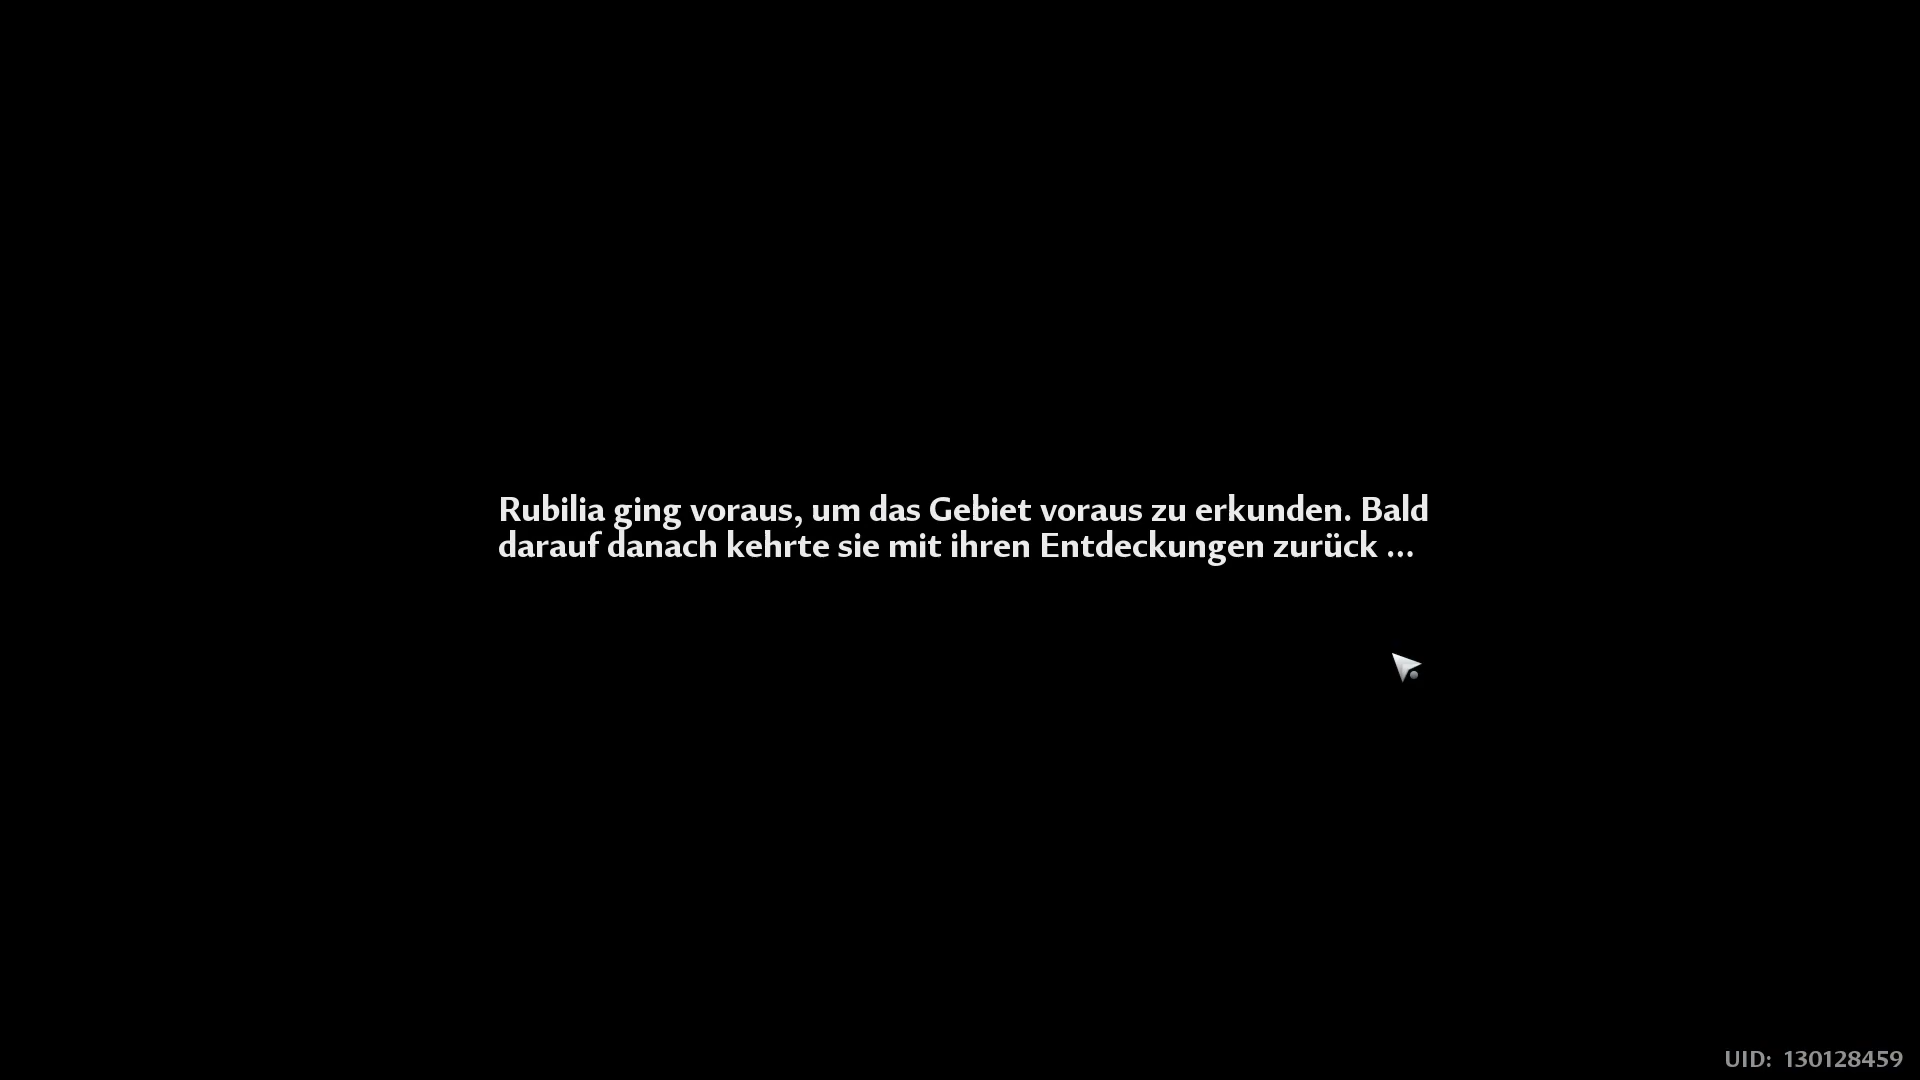 Rubilia ging voraus, um das Gebiet voraus zu erkunden. Bald
darauf danach kehrte sie mit ihren Entdeckungen zurück ...
UID: 130128459